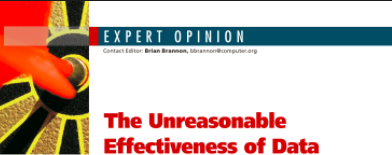 EXPERT OPINION
Contact Editor: Brian Brannon, bbrannon@computer.org
The Unreasonable
Effectiveness of Data